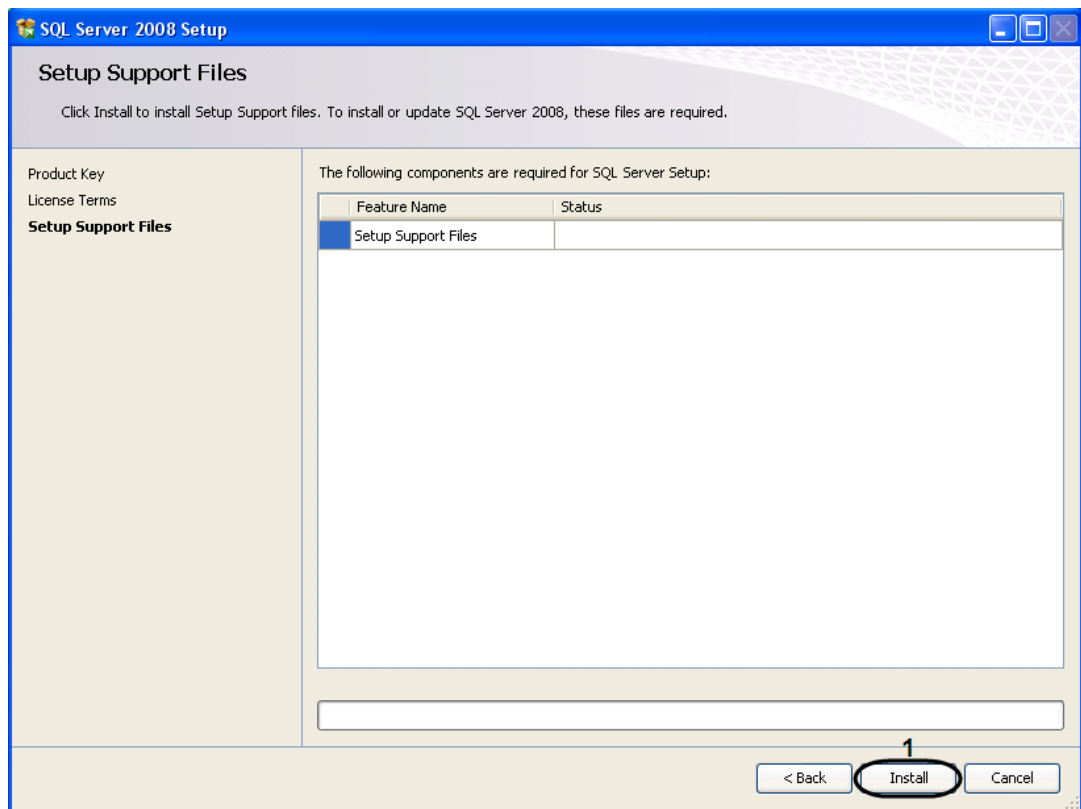 SQL Server 2008 Setup
Setup Support Files
Click Install to install Setup Support files. To install or update SQL Server 2008, these files are required.
Product Key
License Terms
Setup Support Files
The following components are required for SQL Server Setup:
Feature Name Status
Setup Support Files
1
< Back Install Cancel